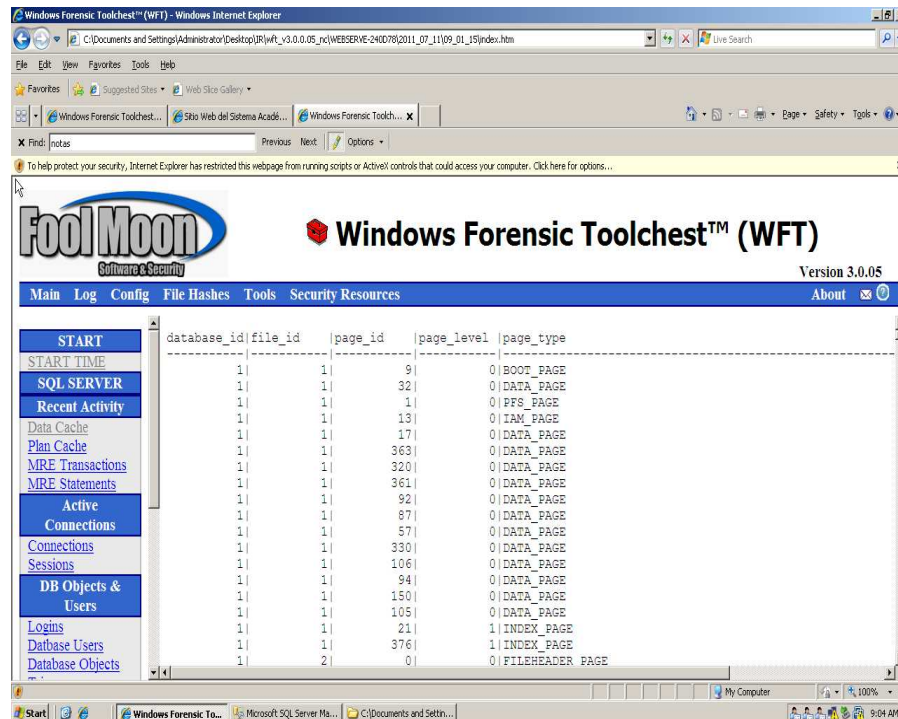 Windows Forensic Toolchest™ (WFT) - Windows Internet Explorer
C:\Documents and Settings\Administrator\Desktop\IR\wft_v3.0.0.05_nc\WEBSERVE-240D78\2011_07_11\09_01_15\index.htm
Live Search
File Edit View Favorites Tools Help
Favorites Suggested Sites Web Slice Gallery
Windows Forensic Toolchest... Sitio Web del Sistema Acadé... Windows Forensic Toolch... X
Page Safety Tools
X Find: notas Previous Next Options
To help protect your security, Internet Explorer has restricted this webpage from running scripts or ActiveX controls that could access your computer. Click here for options...
Fool Moon
Software & Security
Windows Forensic Toolchest™ (WFT)
Version 3.0.05
Main Log Config File Hashes Tools Security Resources About
START
START TIME
SQL SERVER
Recent Activity
Data Cache
Plan Cache
MRE Transactions
MRE Statements
Active
Connections
Connections
Sessions
DB Objects &
Users
Logins
Datbase Users
Database Objects
database_id|file_id |page_id |page_level |page_type
1| 1| 9| 0|BOOT_PAGE
1| 1| 32| 0|DATA_PAGE
1| 1| 1| 0|PFS_PAGE
1| 1| 13| 0|IAM_PAGE
1| 1| 17| 0|DATA_PAGE
1| 1| 363| 0|DATA_PAGE
1| 1| 320| 0|DATA_PAGE
1| 1| 361| 0|DATA_PAGE
1| 1| 92| 0|DATA_PAGE
1| 1| 87| 0|DATA_PAGE
1| 1| 57| 0|DATA_PAGE
1| 1| 330| 0|DATA_PAGE
1| 1| 106| 0|DATA_PAGE
1| 1| 94| 0|DATA_PAGE
1| 1| 150| 0|DATA_PAGE
1| 1| 105| 0|DATA_PAGE
1| 1| 21| 1|INDEX_PAGE
1| 1| 376| 1|INDEX_PAGE
1| 2| 0| 0|FILEHEADER_PAGE
My Computer 100%
Start Windows Forensic To... Microsoft SQL Server Ma... C:\Documents and Settin... 9:04 AM